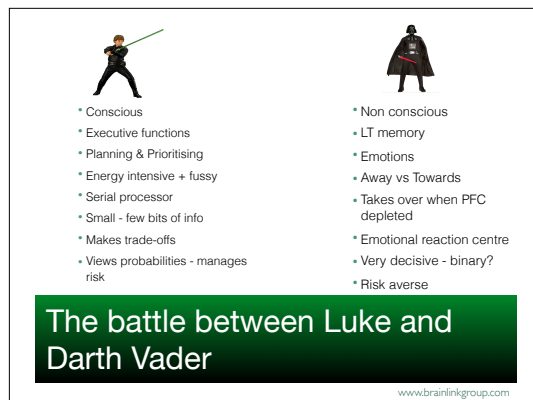 Conscious
Executive functions
Planning & Prioritising
Energy intensive + fussy
Serial processor
Small - few bits of info
Makes trade-offs
Views probabilities - manages
risk
Non conscious
LT memory
Emotions
Away vs Towards
Takes over when PFC
depleted
Emotional reaction centre
Very decisive - binary?
Risk averse
The battle between Luke and
Darth Vader
www.brainlinkgroup.com